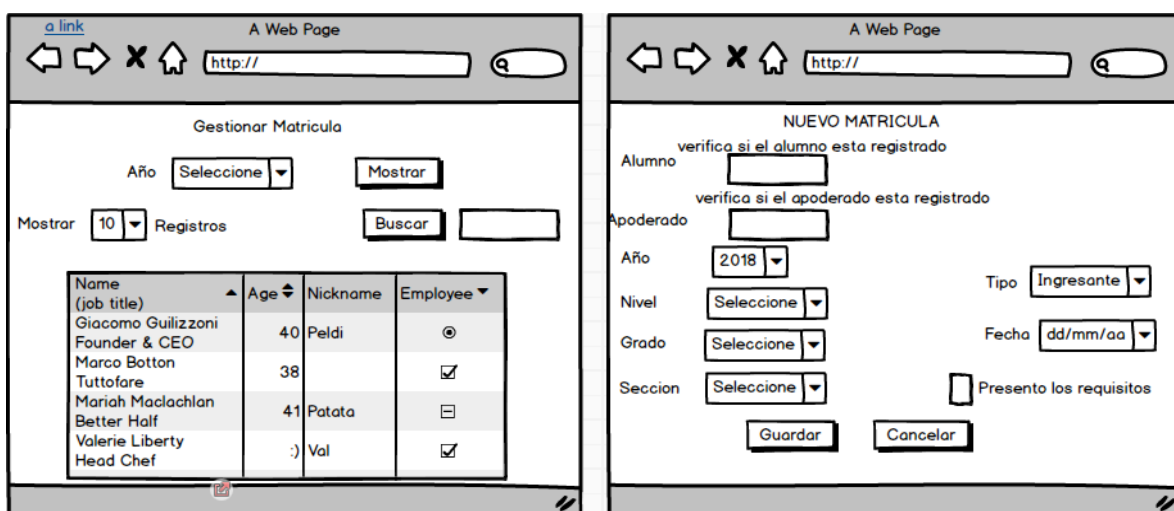 a link
A Web Page
http://
Gestionar Matricula
Año Seleccione Mostrar
Mostrar 10 Registros Buscar
Name
(job title) Age Nickname Employee
Giacomo Guilizzoni
Founder & CEO 40 Peldi
Marco Botton
Tuttofare 38
Mariah Maclachlan
Better Half 41 Patata
Valerie Liberty
Head Chef :) Val
A Web Page
http://
NUEVO MATRICULA
verifica si el alumno esta registrado
Alumno
verifica si el apoderado esta registrado
Apoderado
Año 2018
Tipo Ingresante
Nivel Seleccione
Fecha dd/mm/aa
Grado Seleccione
Seccion Seleccione Presento los requisitos
Guardar Cancelar